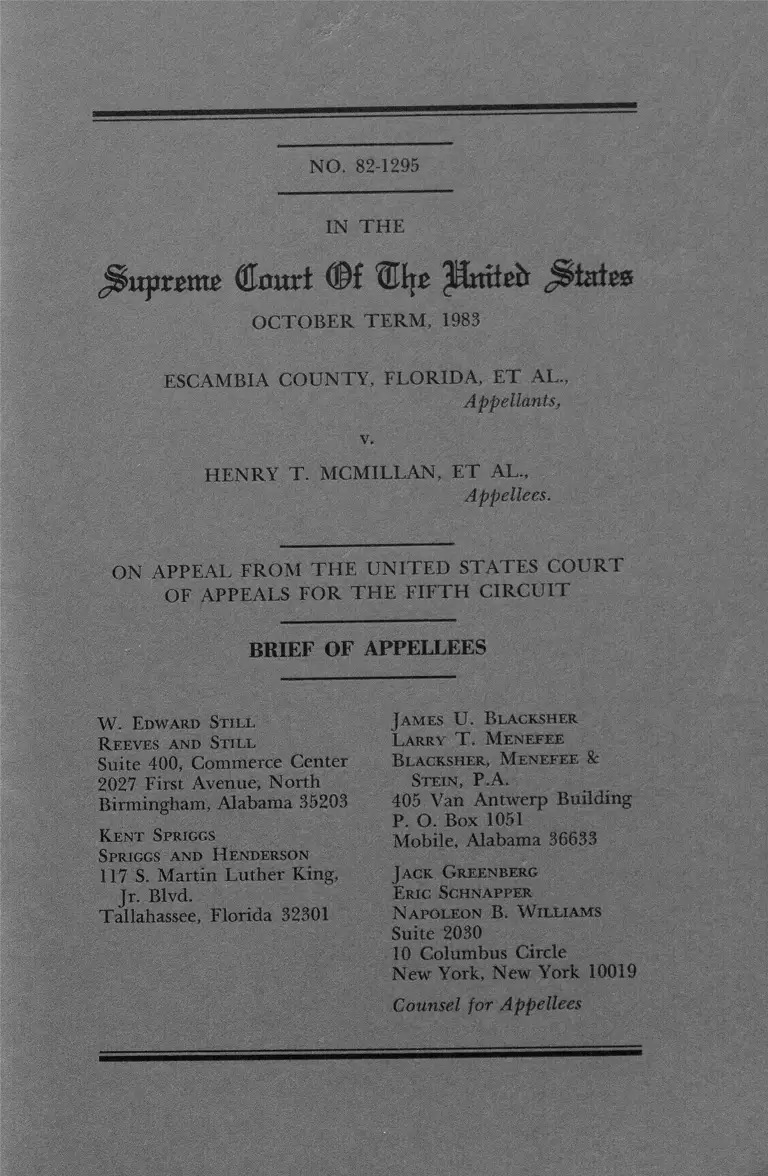 NO. 82-1295
IN THE
Supreme Court Of The United States
OCTOBER TERM, 1983
ESCAMBIA COUNTY, FLORIDA, ET AL.,
Appellants,
v.
HENRY T. MCMILLAN, ET AL.,
Appellees.
ON APPEAL FROM THE UNITED STATES COURT
OF APPEALS FOR THE FIFTH CIRCUIT
BRIEF OF APPELLEES
W. EDWARD STILL
REEVES AND STILL
Suite 400, Commerce Center
2027 First Avenue, North
Birmingham, Alabama 35203
KENT SPRIGGS
SPRIGGS AND HENDERSON
117 S. Martin Luther King,
Jr. Blvd.
Tallahassee, Florida 32301
JAMES U. BLACKSHER
LARRY T. MENEFEE
BLACKSHER, MENEFEE &
STEIN, P.A.
405 Van Antwerp Building
P. O. Box 1051
Mobile, Alabama 36633
JACK GREENBERG
ERIC SCHNAPPER
NAPOLEON B. WILLIAMS
Suite 2030
10 Columbus Circle
New York, New York 10019
Counsel for Appellees